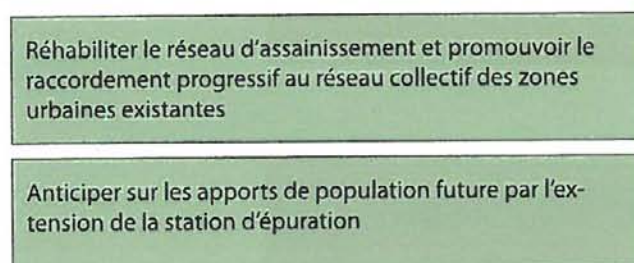 Réhabiliter le réseau d'assainissement et promouvoir le
raccordement progressif au réseau collectif des zones
urbaines existantes
Anticiper sur les apports de population future par l'ex-
tension de la station d'épuration